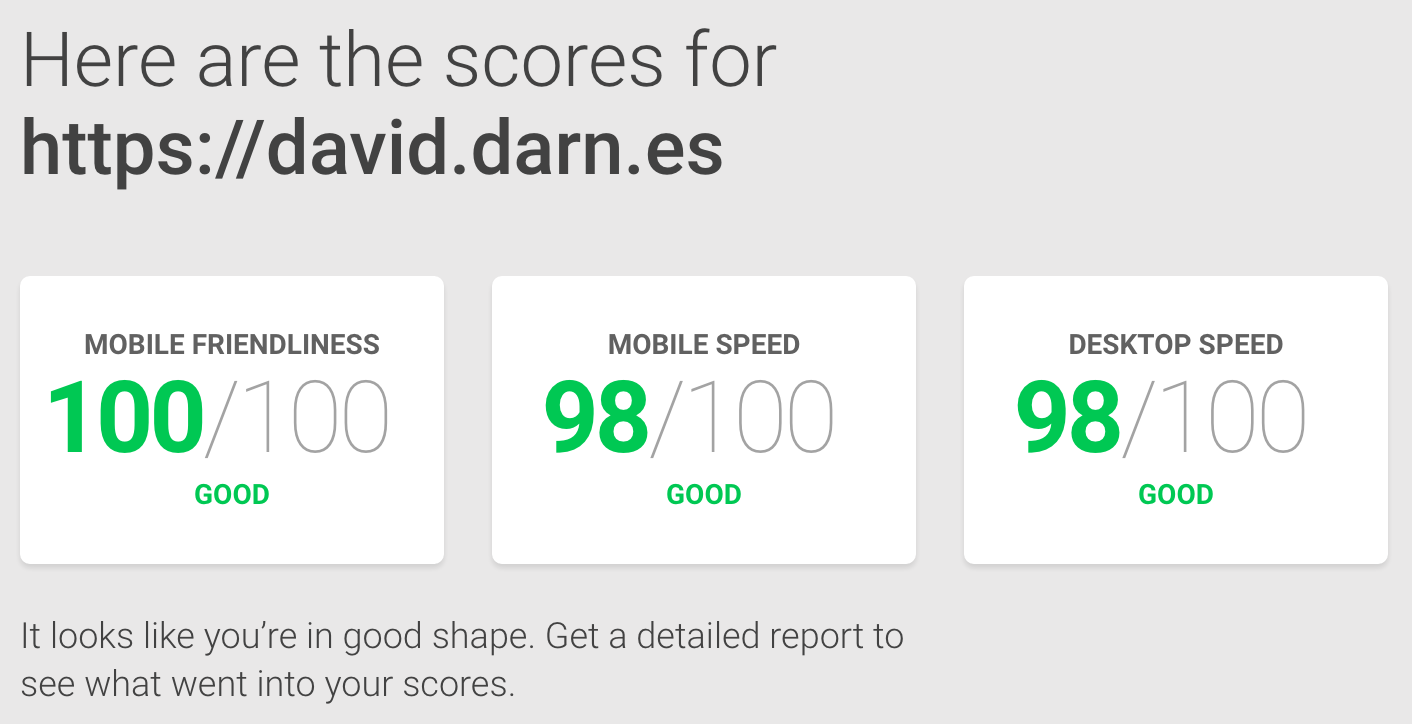 Here are the scores for
https://david.darn.es
MOBILE FRIENDLINESS
100/100
GOOD
MOBILE SPEED
98/100
GOOD
DESKTOP SPEED
98/100
GOOD
It looks like you’re in good shape. Get a detailed report to
see what went into your scores.